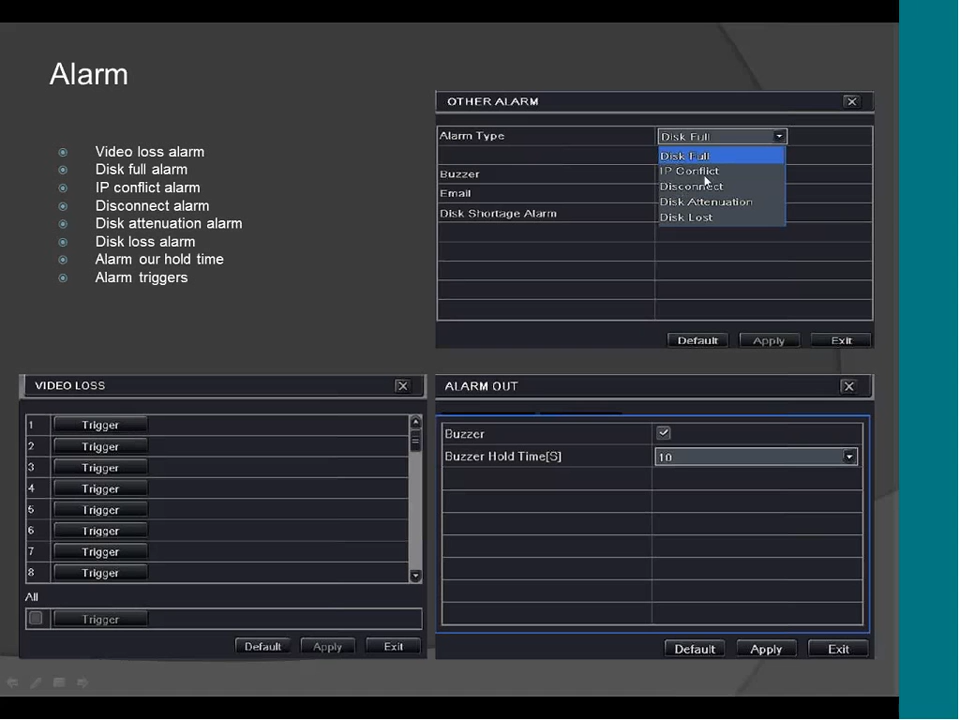 Alarm
Video loss alarm
Disk full alarm
IP conflict alarm
Disconnect alarm
Disk attenuation alarm
Disk loss alarm
Alarm our hold time
Alarm triggers
OTHER ALARM
Alarm Type Disk Full
Disk Full
IP Conflict
Disconnect
Disk Attenuation
Disk Lost
Buzzer
Email
Disk Shortage Alarm
Default Apply Exit
VIDEO LOSS
1 Trigger
2 Trigger
3 Trigger
4 Trigger
5 Trigger
6 Trigger
7 Trigger
8 Trigger
All
Trigger
Default Apply Exit
ALARM OUT
Buzzer
Buzzer Hold Time[S] 10
Default Apply Exit